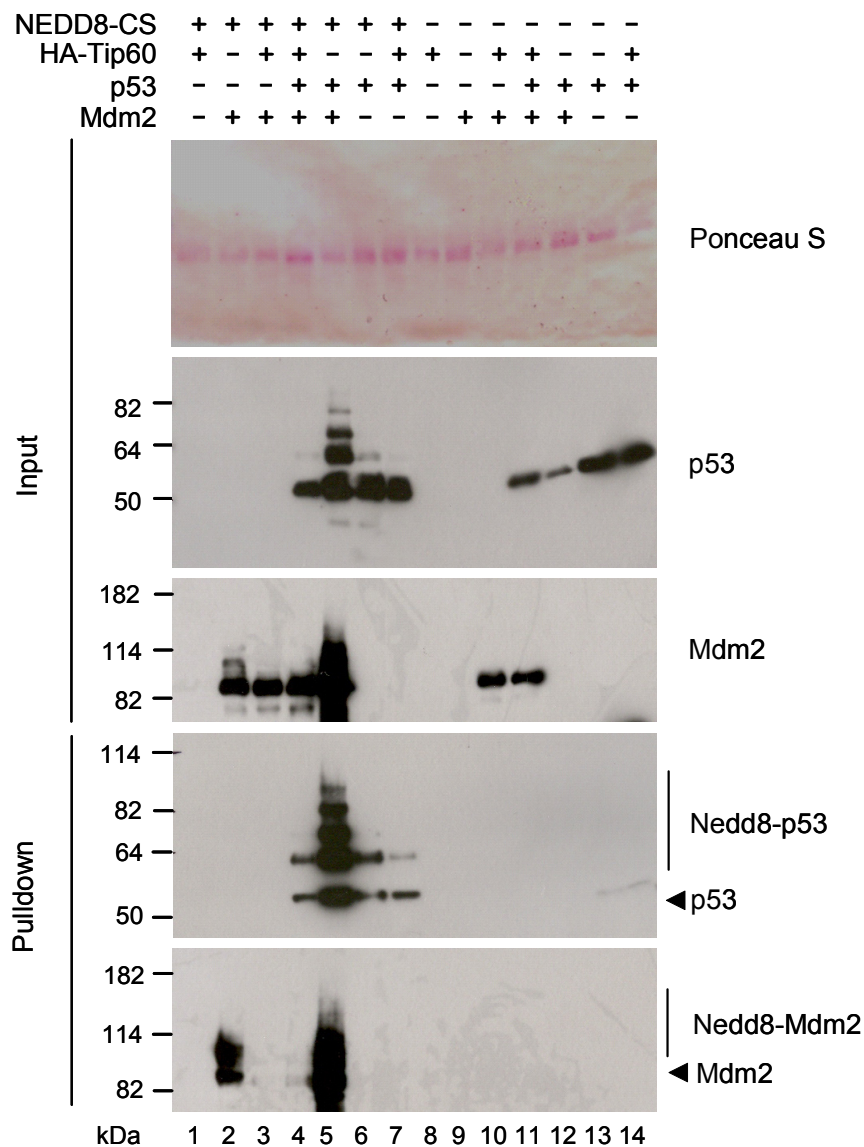 NEDD8-CS + + + + + + + – – – – – – –
HA-Tip60 + – + + – – + + – + + – – +
p53 – – – + + + + – – – + + + +
Mdm2 – + + + + – – – + + + + – –
Ponceau S
Input
82
64
50
p53
182
114
82
Mdm2
Pulldown
114
82
64
50
Nedd8-p53
p53
182
114
82
Nedd8-Mdm2
Mdm2
kDa 1 2 3 4 5 6 7 8 9 10 11 12 13 14